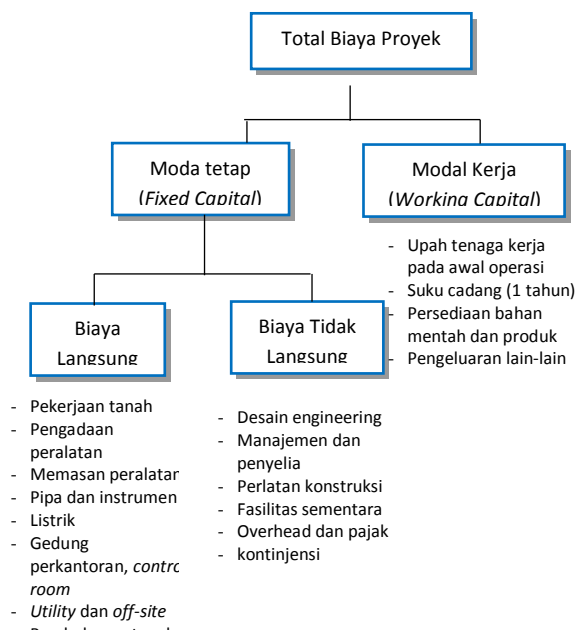 Total Biaya Proyek
Moda tetap
(Fixed Capital)
Modal Kerja
(Working Capital)
- Upah tenaga kerja
pada awal operasi
- Suku cadang (1 tahun)
- Persediaan bahan
mentah dan produk
- Pengeluaran lain-lain
Biaya
Langsung
Biaya Tidak
Langsung
- Pekerjaan tanah
- Pengadaan
peralatan
- Memasan peralatan
- Pipa dan instrumen
- Listrik
- Gedung
perkantoran, contro
room
- Utility dan off-site
- Desain engineering
- Manajemen dan
penyelia
- Perlatan konstruksi
- Fasilitas sementara
- Overhead dan pajak
- kontinjensi